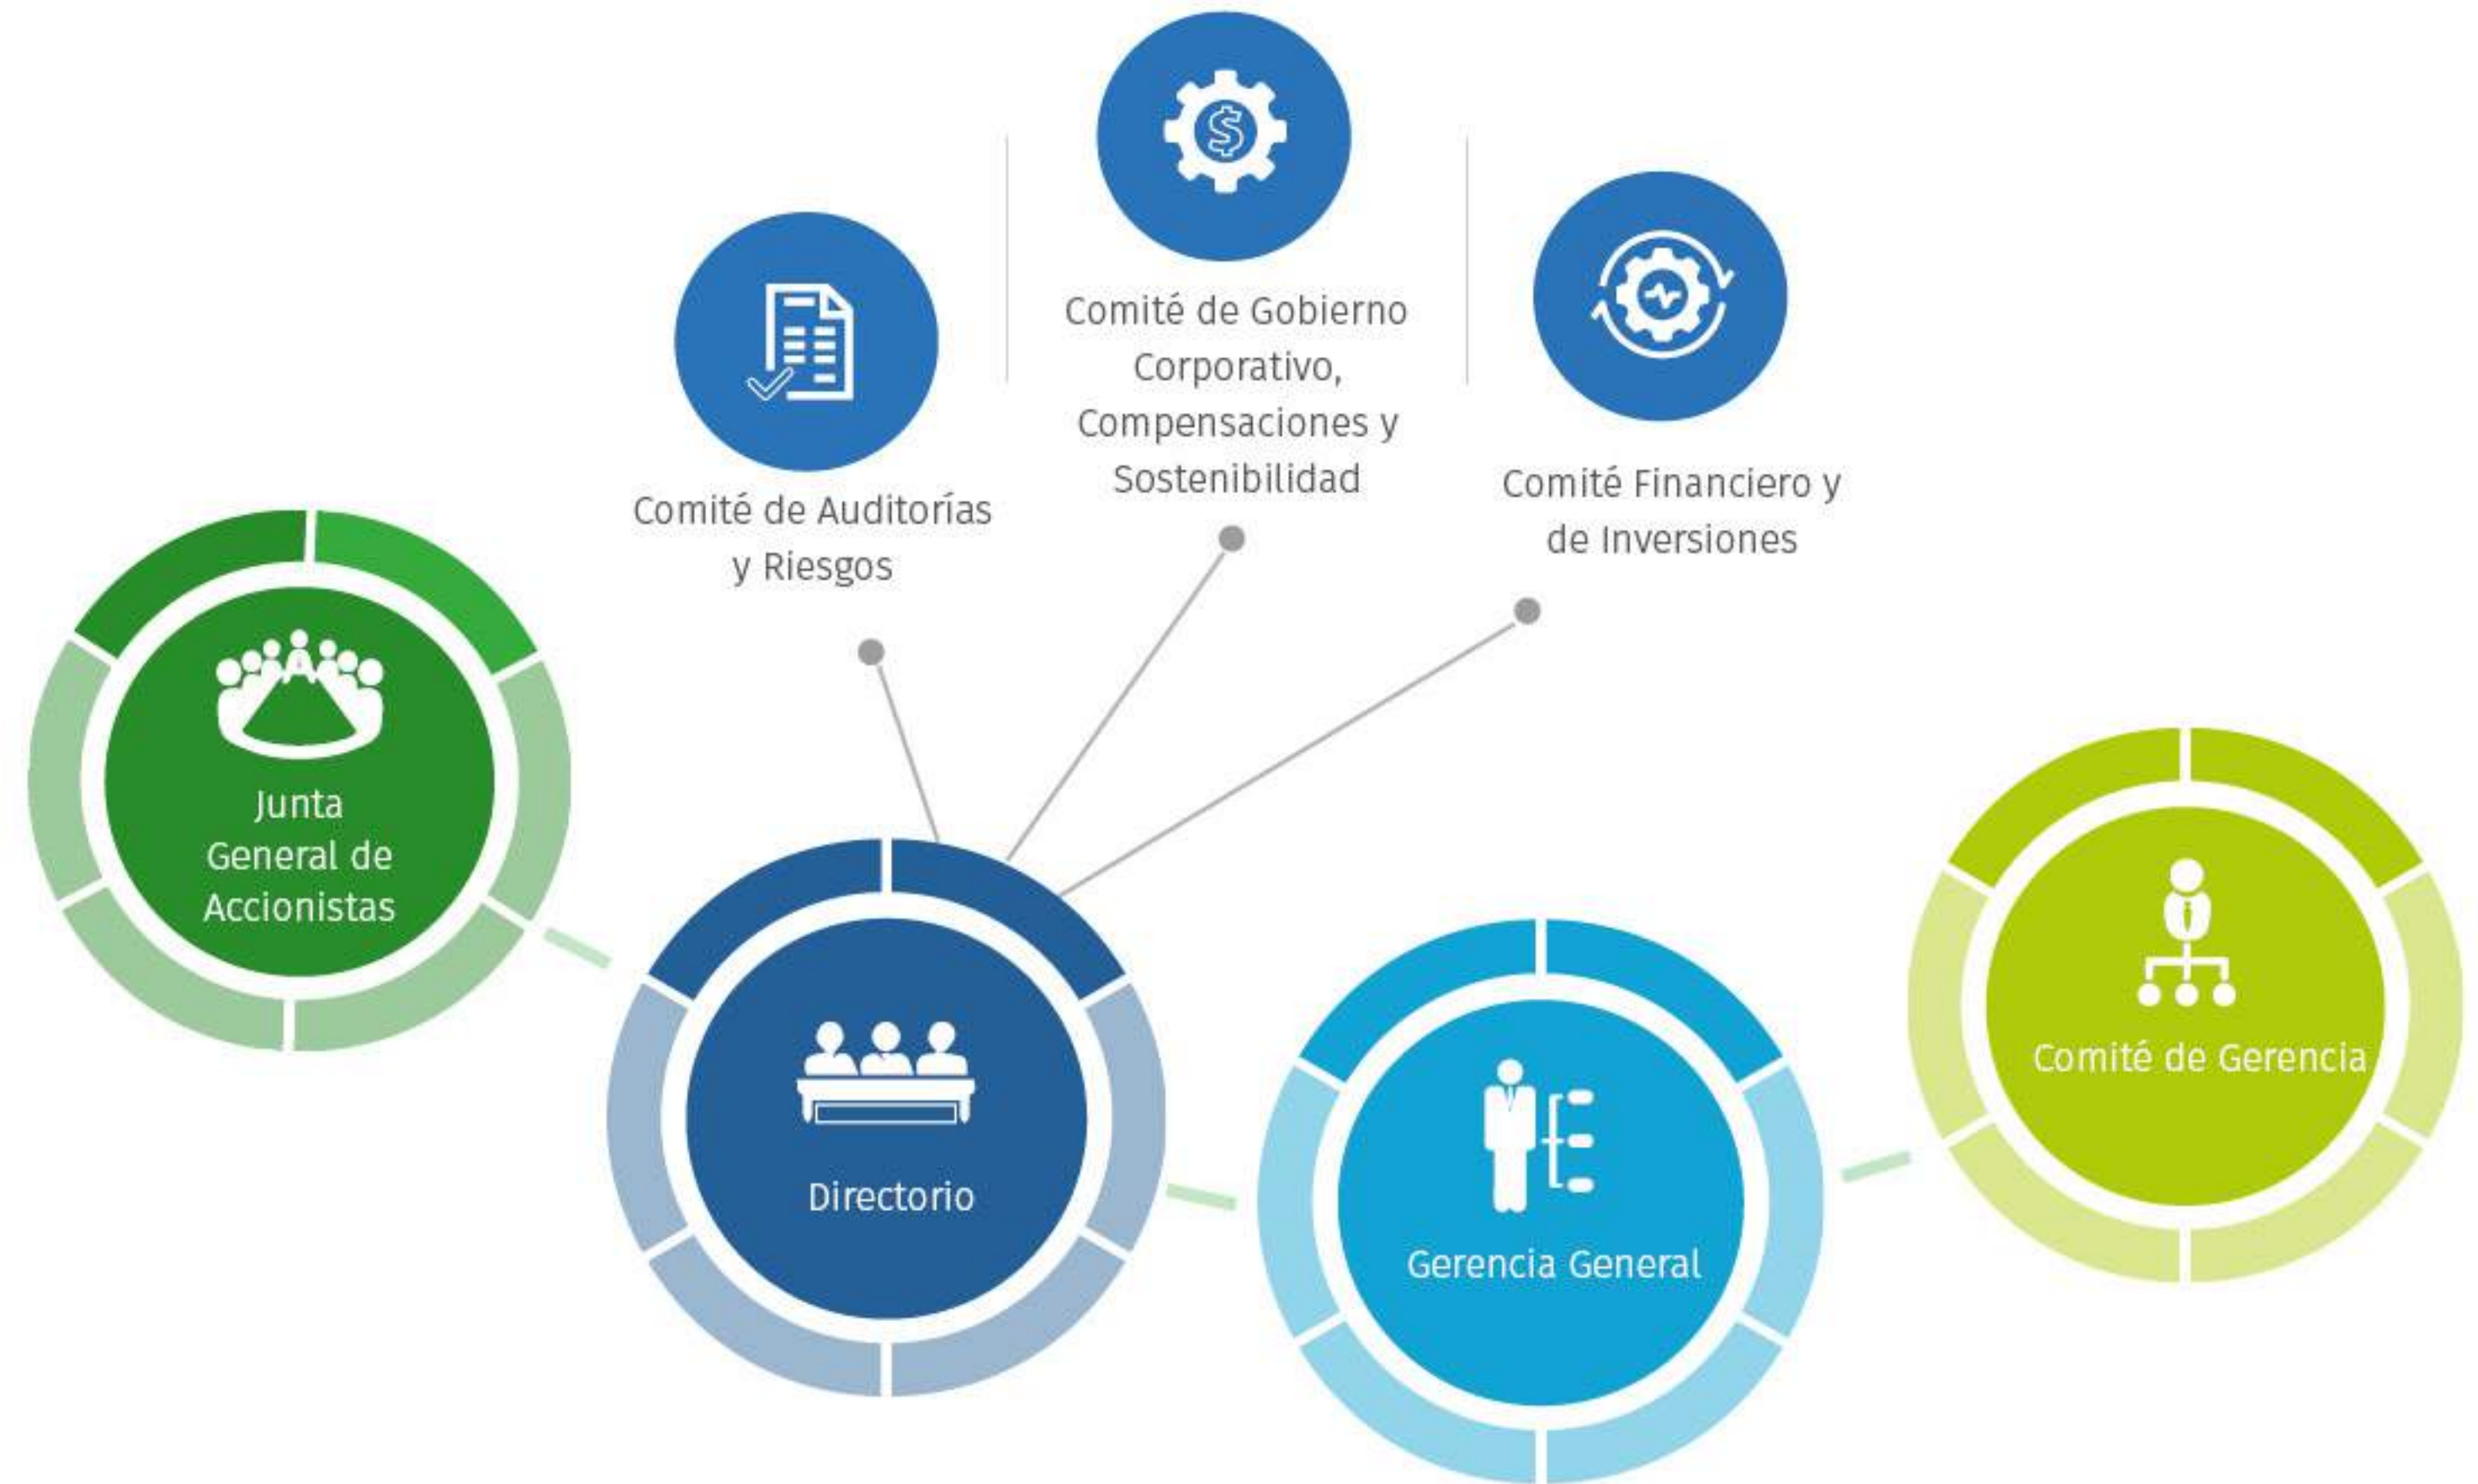 Comité de Gobierno
Corporativo,
Compensaciones y
Sostenibilidad
Comité de Auditorías
y Riesgos
Comité Financiero y
de Inversiones
Junta
General de
Accionistas
Directorio
Gerencia General
Comité de Gerencia